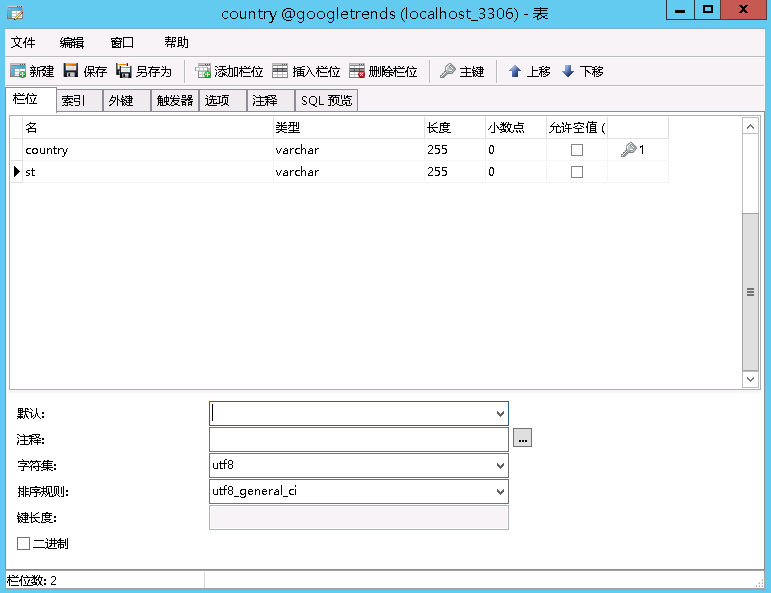 country @googletrends (localhost_3306) - 表
文件 编辑 窗口 帮助
新建 保存 另存为 添加栏位 插入栏位 删除栏位 主键 上移 下移
栏位 索引 外键 触发器 选项 注释 SQL 预览
名 类型 长度 小数点 允许空值 (
country varchar 255 0 1
st varchar 255 0
默认:
注释: ...
字符集: utf8
排序规则: utf8_general_ci
键长度:
二进制
栏位数: 2